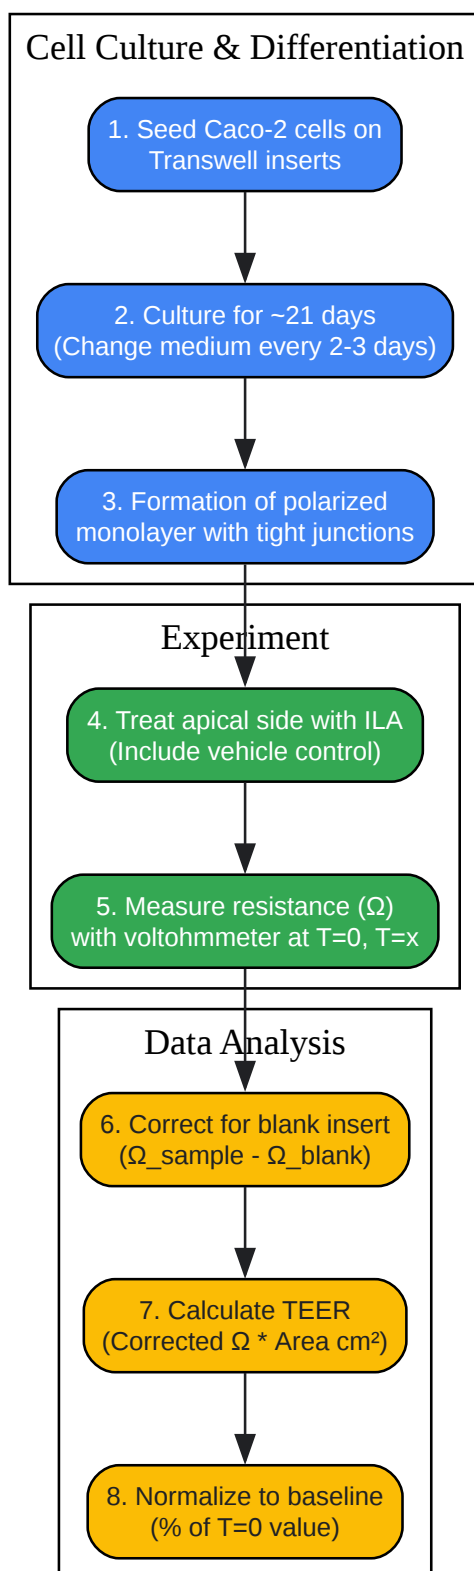 Cell Culture & Differentiation
1. Seed Caco-2 cells on
Transwell inserts
2. Culture for ~21 days
(Change medium every 2-3 days)
3. Formation of polarized
monolayer with tight junctions
Experiment
4. Treat apical side with ILA
(Include vehicle control)
5. Measure resistance (Ω)
with voltohmmeter at T=0, T=x
Data Analysis
6. Correct for blank insert
(Ω_sample - Ω_blank)
7. Calculate TEER
(Corrected Ω * Area cm²)
8. Normalize to baseline
(% of T=0 value)